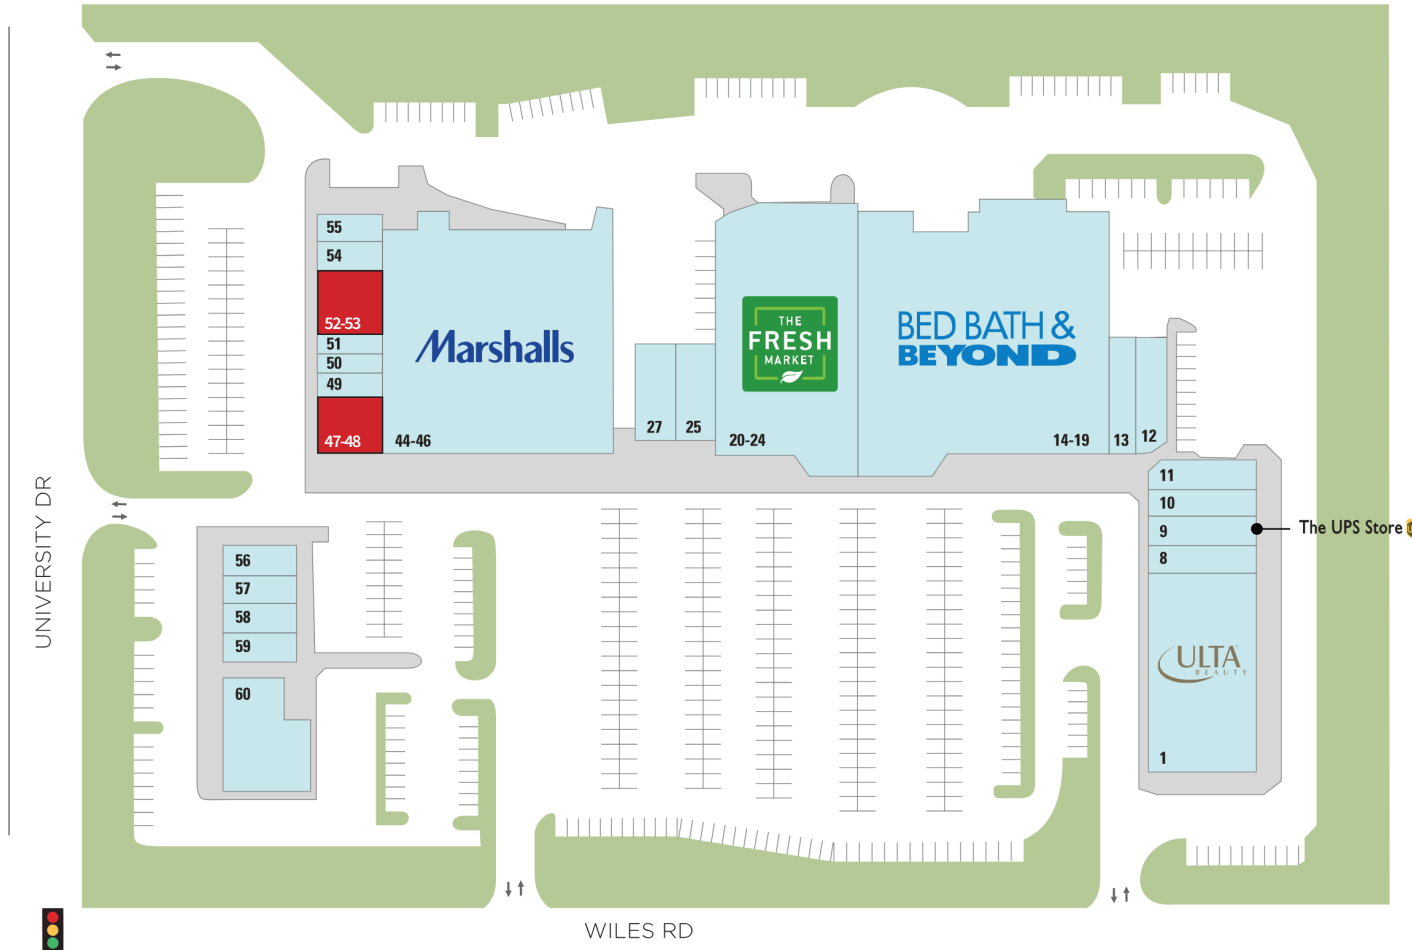 55
54
52-53
51
50
49
47-48
Marshalls
44-46
27
25
THE
FRESH
MARKET
20-24
BED BATH &
BEYOND
14-19
13
12
11
10
9
The UPS Store
8
ULTA
BEAUTY
1
56
57
58
59
60
UNIVERSITY DR
WILES RD